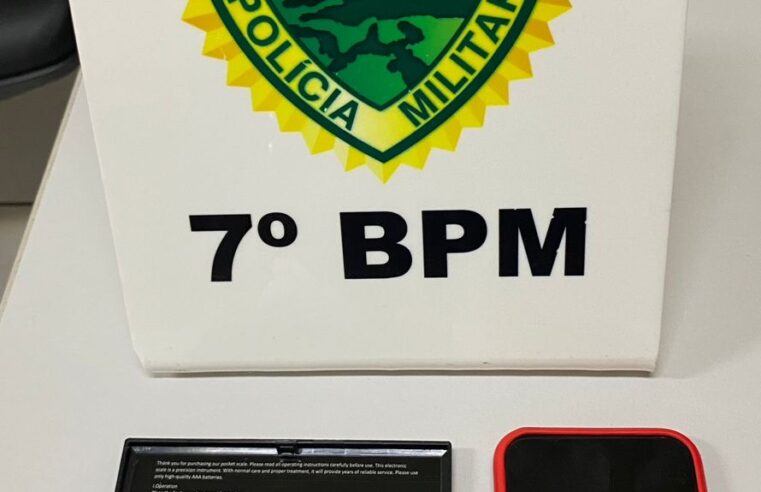 POLÍCIA MILITAR
7º BPM
Thank you for purchasing our pocket scale. Please read all operating instructions carefully before use. This electronic
scale is a precision instrument. With normal care and proper treatment, it will provide years of reliable service. Please use
only high-quality AAA batteries.
I.Operation